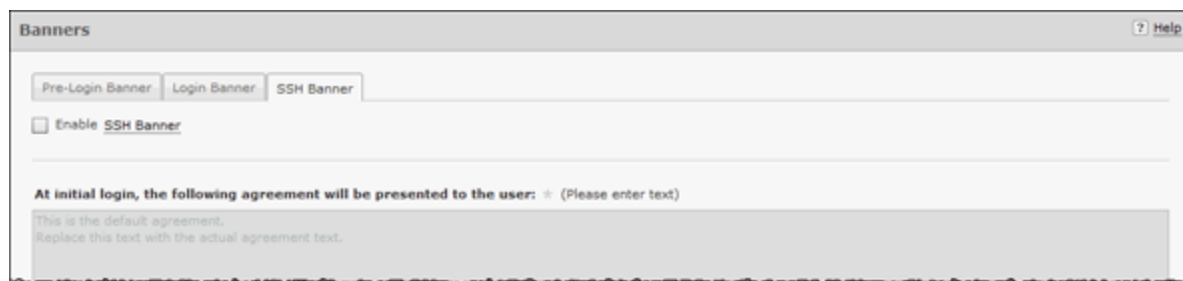 Banners
? Help
Pre-Login Banner Login Banner SSH Banner
Enable SSH Banner
At initial login, the following agreement will be presented to the user: * (Please enter text)
This is the default agreement.
Replace this text with the actual agreement text.